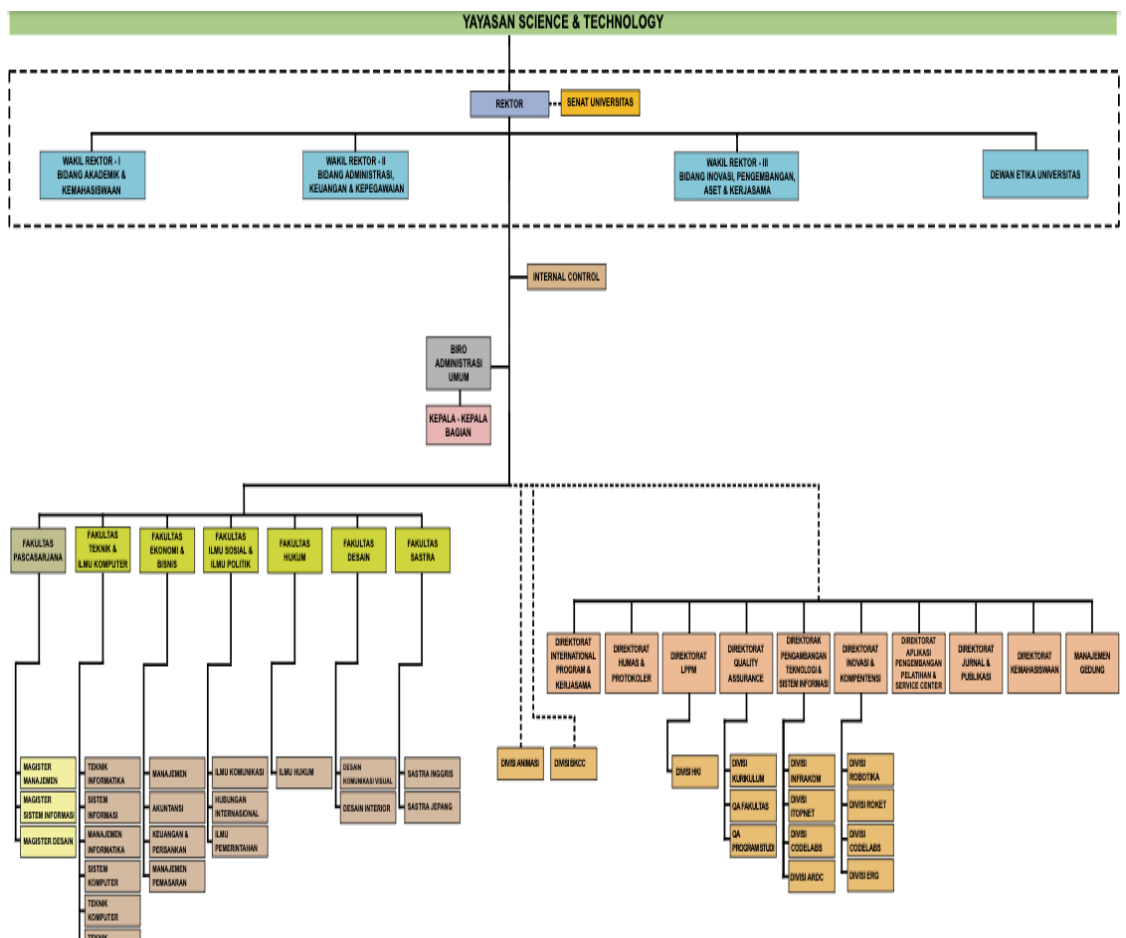 YAYASAN SCIENCE & TECHNOLOGY
REKTOR
SENAT UNIVERSITAS
WAKIL REKTOR - I
BIDANG AKADEMIK &
KEMAHASISWAAN
WAKIL REKTOR - II
BIDANG ADMINISTRASI,
KEUANGAN & KEPEGAWAIAN
WAKIL REKTOR - III
BIDANG INOVASI, PENGEMBANGAN,
ASET & KERJASAMA
DEWAN ETIKA UNIVERSITAS
INTERNAL CONTROL
BIRO
ADMINISTRASI
UMUM
KEPALA - KEPALA
BAGIAN
FAKULTAS
PASCASARJANA
FAKULTAS
TEKNIK &
ILMU KOMPUTER
FAKULTAS
EKONOMI &
BISNIS
FAKULTAS
ILMU SOSIAL &
ILMU POLITIK
FAKULTAS
HUKUM
FAKULTAS
DESAIN
FAKULTAS
SASTRA
DIREKTORAT
INTERNATIONAL
PROGRAM &
KERJASAMA
DIREKTORAT
HUMAS &
PROTOKOLER
DIREKTORAT
LPPM
DIREKTORAT
QUALITY
ASSURANCE
DIREKTORAK
PENGAMBANGAN
TEKNOLOGI &
SISTEM INFORMASI
DIREKTORAT
INOVASI &
KOMPENTENSI
DIREKTORAT
APLIKASI
PENGEMBANGAN
PELATIHAN &
SERVICE CENTER
DIREKTORAT
JURNAL &
PUBLIKASI
DIREKTORAT
KEMAHASISWAAN
MANAJEMEN
GEDUNG
MAGISTER
MANAJEMEN
MAGISTER
SISTEM INFORMASI
MAGISTER DESAIN
TEKNIK
INFORMATIKA
SISTEM
INFORMASI
MANAJEMEN
INFORMATIKA
SISTEM
KOMPUTER
TEKNIK
KOMPUTER
TEKNIK
MANAJEMEN
AKUNTANSI
KEUANGAN &
PERBANKAN
MANAJEMEN
PEMASARAN
ILMU KOMUNIKASI
HUBUNGAN
INTERNASIONAL
ILMU
PEMERINTAHAN
ILMU HUKUM
DESAIN
KOMUNIKASI VISUAL
DESAIN INTERIOR
SASTRA INGGRIS
SASTRA JEPANG
DIVISI ANIMASI
DIVISI BKCC
DIVISI HKI
DIVISI
KURIKULUM
QA FAKULTAS
QA
PROGRAM STUDI
DIVISI
INFRAKOM
DIVISI
ITOPNET
DIVISI
CODELABS
DIVISI ARDC
DIVISI
ROBOTIKA
DIVISI ROKET
DIVISI
CODELABS
DIVISI ERG